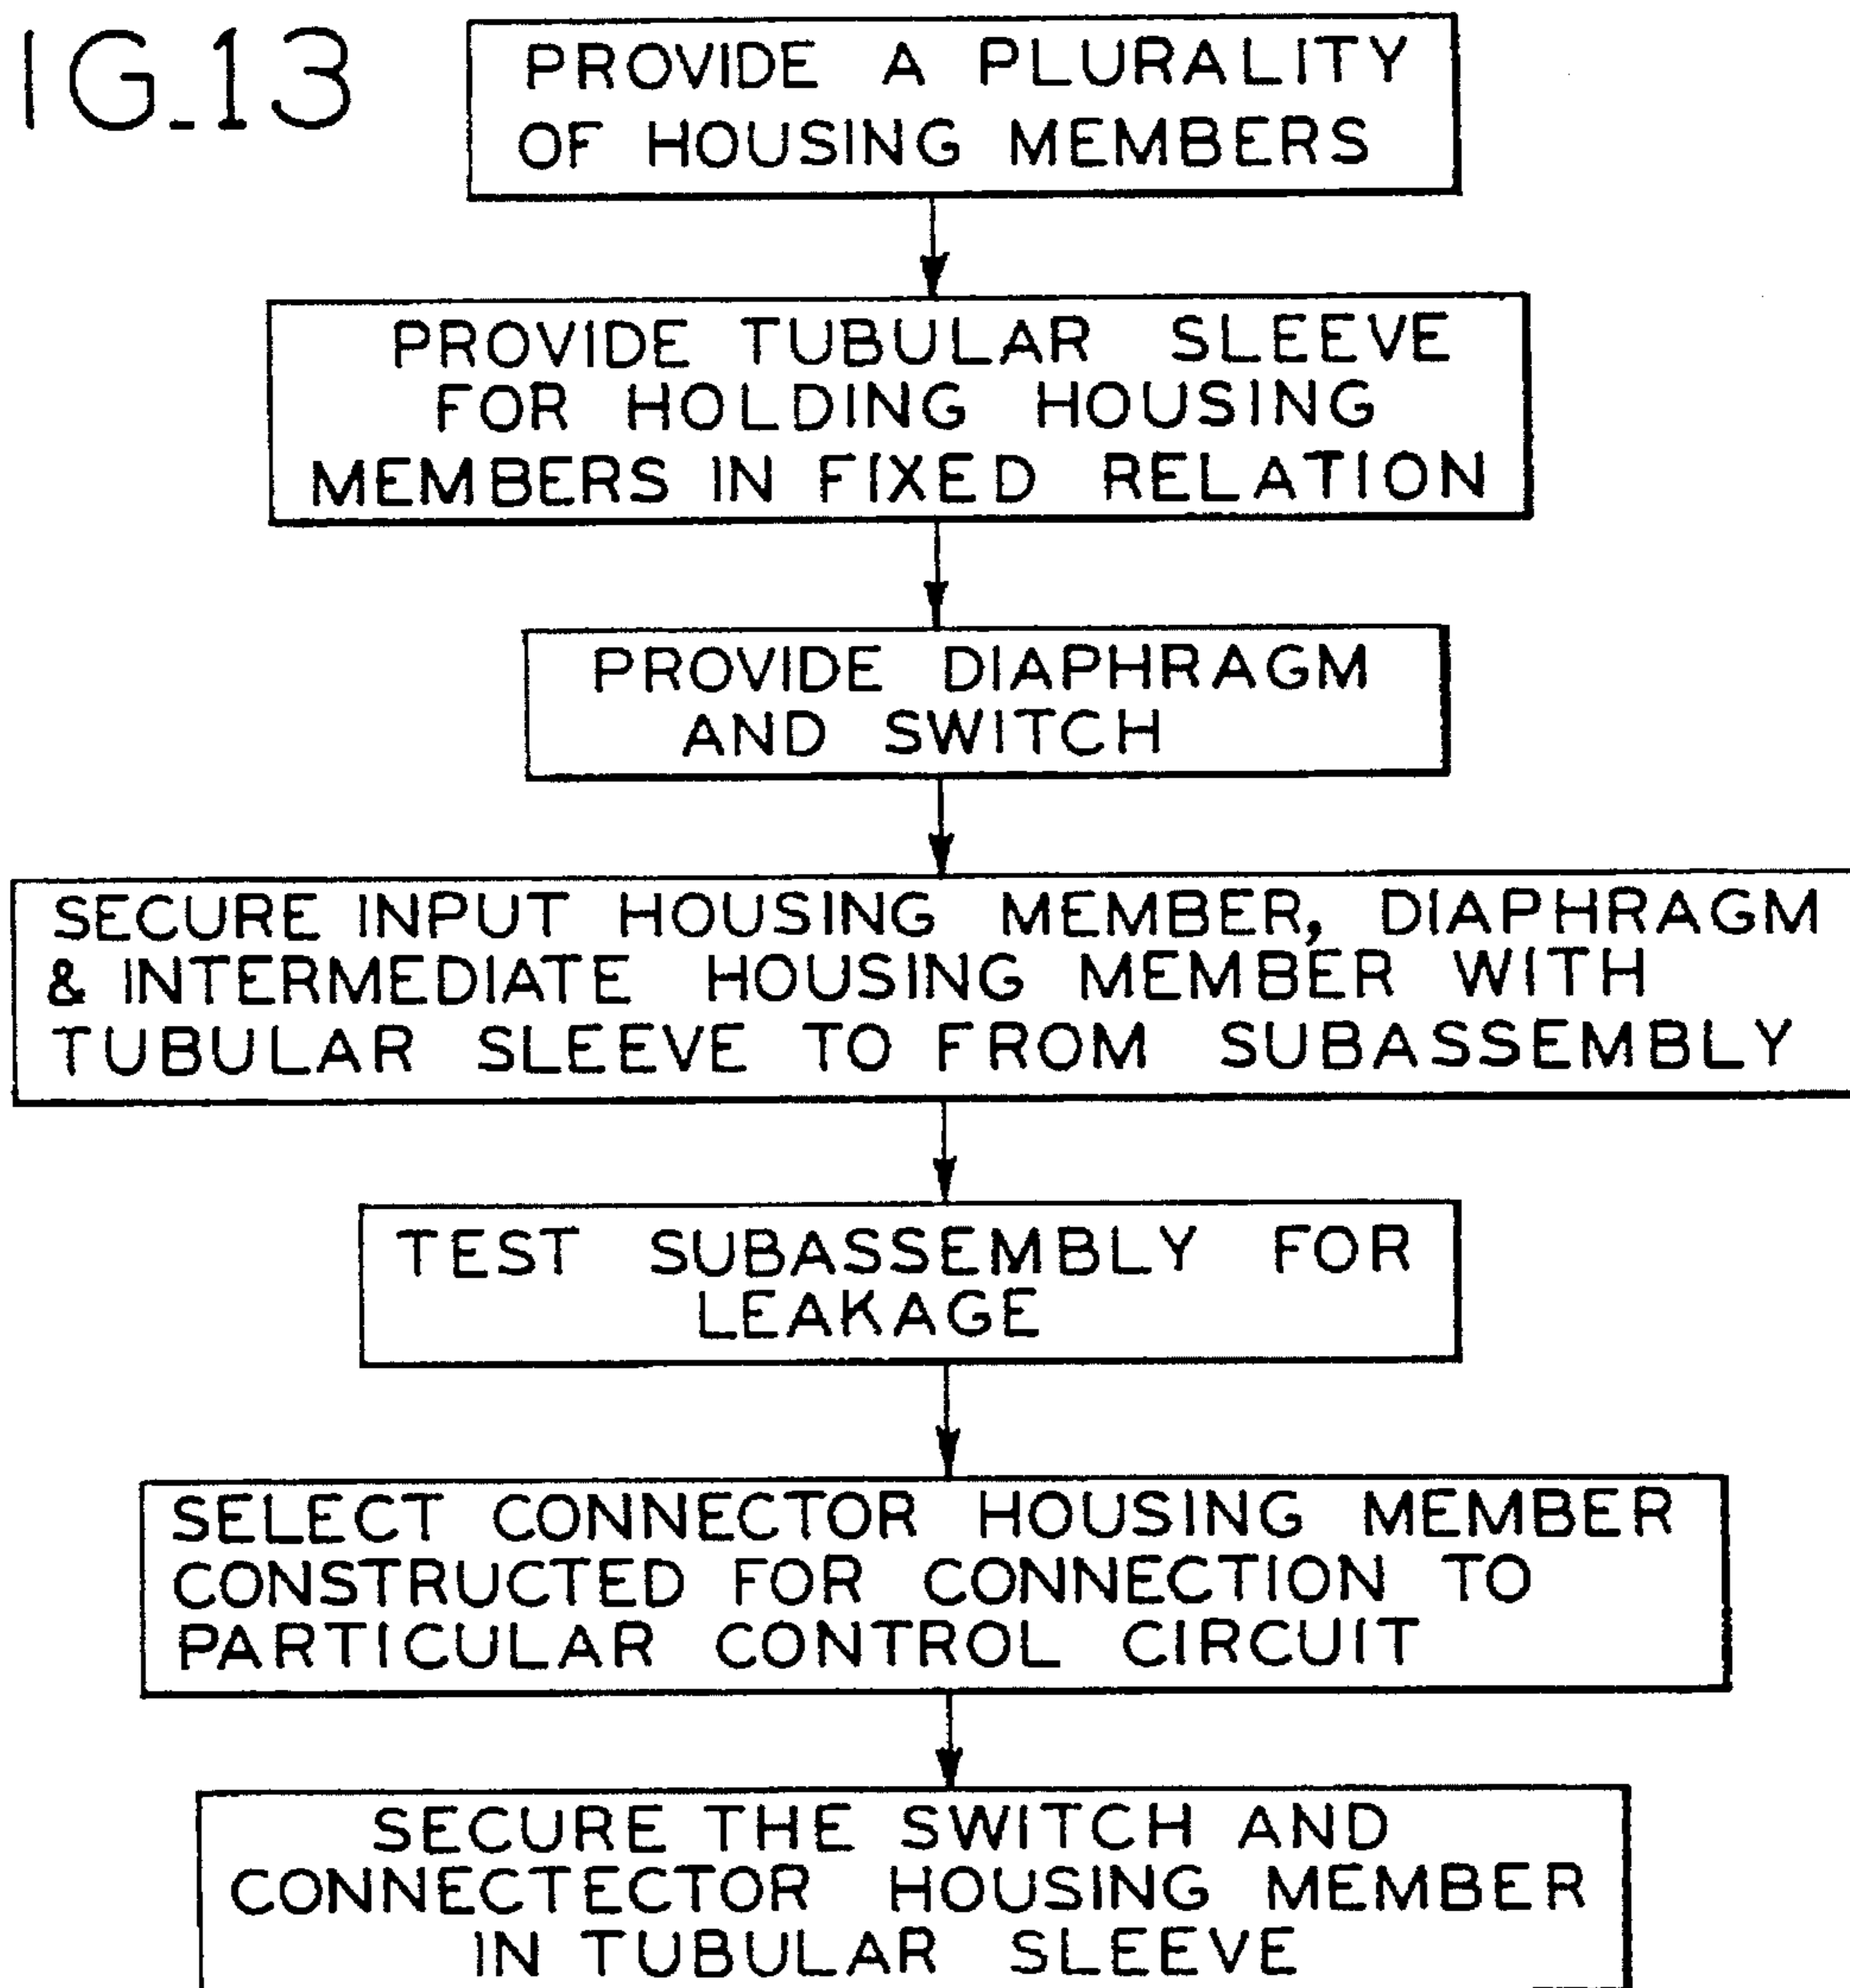 IG.13
PROVIDE A PLURALITY
OF HOUSING MEMBERS
PROVIDE TUBULAR SLEEVE
FOR HOLDING HOUSING
MEMBERS IN FIXED RELATION
PROVIDE DIAPHRAGM
AND SWITCH
SECURE INPUT HOUSING MEMBER, DIAPHRAGM
& INTERMEDIATE HOUSING MEMBER WITH
TUBULAR SLEEVE TO FROM SUBASSEMBLY
TEST SUBASSEMBLY FOR
LEAKAGE
SELECT CONNECTOR HOUSING MEMBER
CONSTRUCTED FOR CONNECTION TO
PARTICULAR CONTROL CIRCUIT
SECURE THE SWITCH AND
CONNECTECTOR HOUSING MEMBER
IN TUBULAR SLEEVE